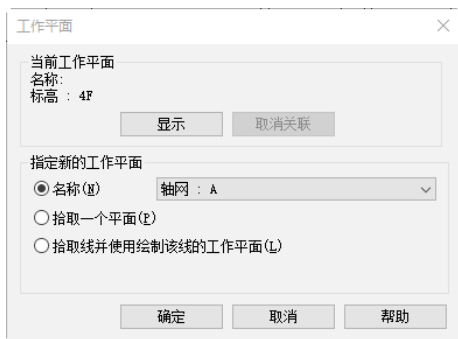 工作平面
当前工作平面
名称:
标高 : 4F
显示 取消关联
指定新的工作平面
名称(N) 轴网 : A
拾取一个平面(P)
拾取线并使用绘制该线的工作平面(L)
确定 取消 帮助